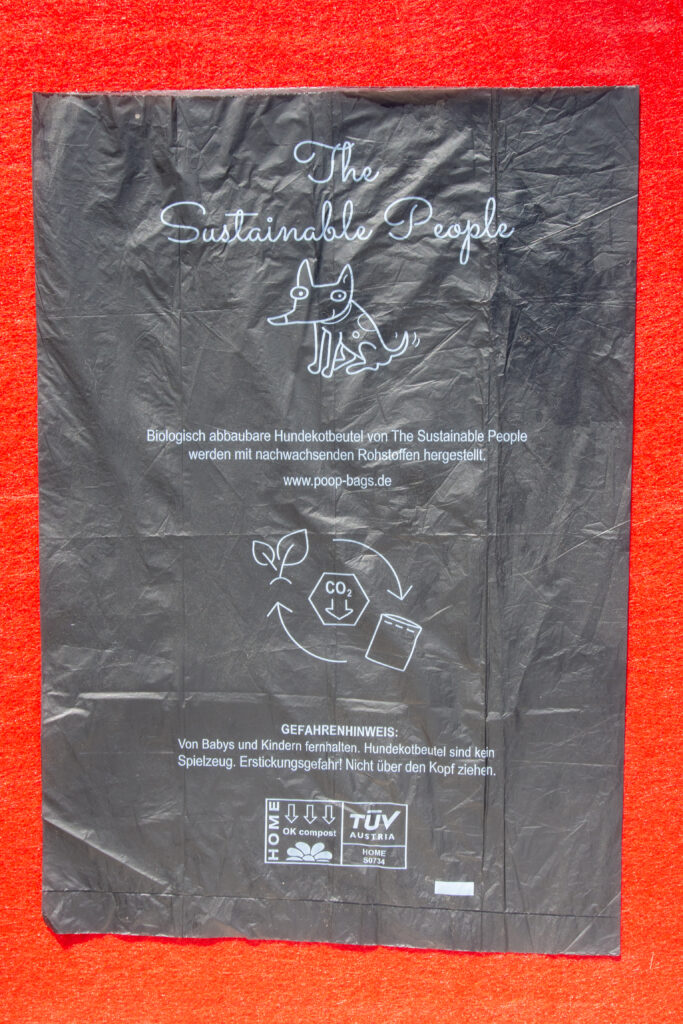 The
Sustainable People
Biologisch abbaubare Hundekotbeutel von The Sustainable People
werden mit nachwachsenden Rohstoffen hergestellt.
www.poop-bags.de
CO₂
GEFAHRENHINWEIS:
Von Babys und Kindern fernhalten. Hundekotbeutel sind kein
Spielzeug. Erstickungsgefahr! Nicht über den Kopf ziehen.
HOME
OK compost
TÜV
AUSTRIA
HOME
S0734